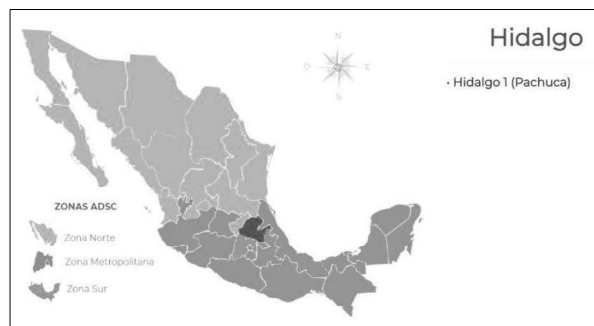 Hidalgo
• Hidalgo 1 (Pachuca)
N
O
E
S
ZONAS ADSC
Zona Norte
Zona Metropolitana
Zona Sur